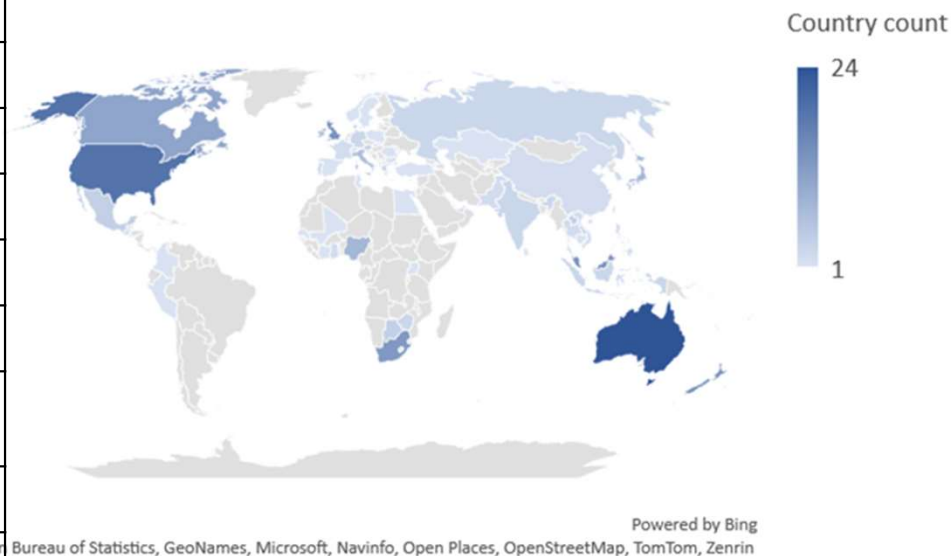 Country count
24
1
Powered by Bing
Bureau of Statistics, GeoNames, Microsoft, Navinfo, Open Places, OpenStreetMap, TomTom, Zenrin